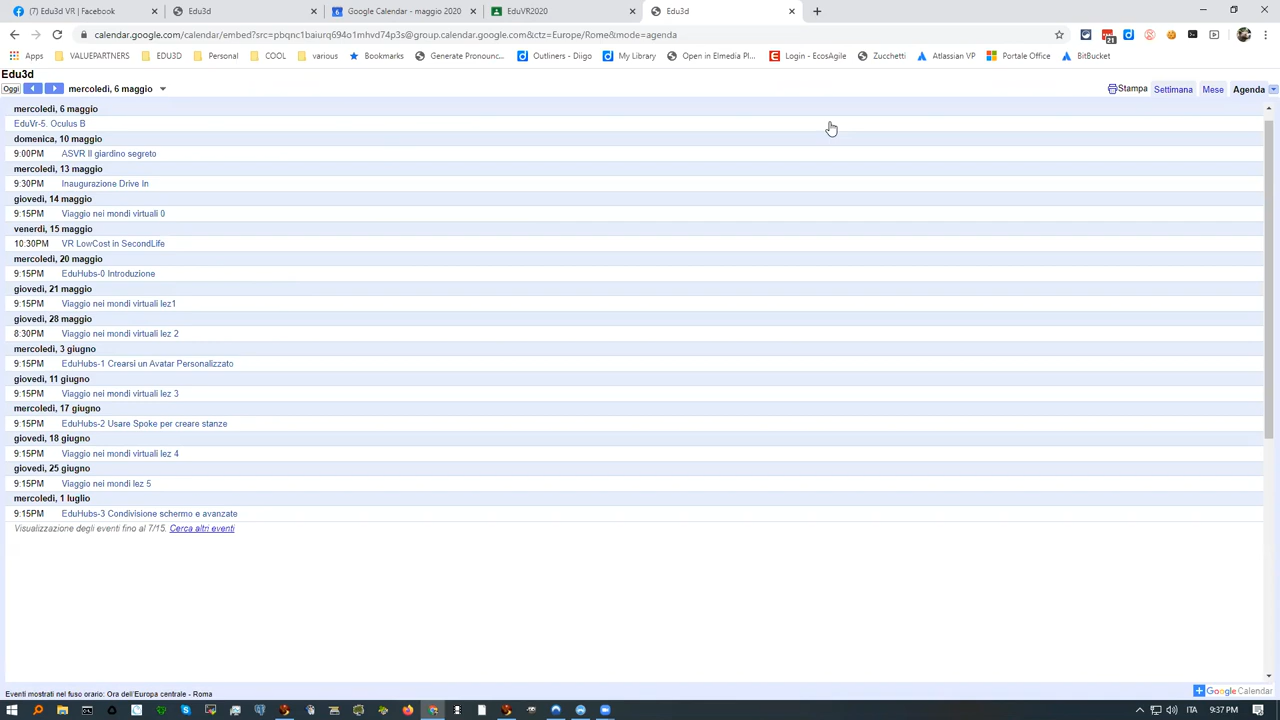 (7) Edu3d VR | Facebook
Edu3d
Google Calendar - maggio 2020
EduVR2020
Edu3d
calendar.google.com/calendar/embed?src=pbqnc1baiurq694o1mhvd74p3s@group.calendar.google.com&ctz=Europe/Rome&mode=agenda
21
Apps
VALUEPARTNERS
EDU3D
Personal
COOL
various
Bookmarks
Generate Pronounc...
Outliners - Diigo
My Library
Open in Elmedia Pl...
Login - EcosAgile
Zucchetti
Atlassian VP
Portale Office
BitBucket
Edu3d
Oggi
mercoledì, 6 maggio
Stampa
Settimana
Mese
Agenda
mercoledì, 6 maggio
EduVr-5. Oculus B
domenica, 10 maggio
9:00PM ASVR Il giardino segreto
mercoledì, 13 maggio
9:30PM Inaugurazione Drive In
giovedì, 14 maggio
9:15PM Viaggio nei mondi virtuali 0
venerdì, 15 maggio
10:30PM VR LowCost in SecondLife
mercoledì, 20 maggio
9:15PM EduHubs-0 Introduzione
giovedì, 21 maggio
9:15PM Viaggio nei mondi virtuali lez1
giovedì, 28 maggio
8:30PM Viaggio nei mondi virtuali lez 2
mercoledì, 3 giugno
9:15PM EduHubs-1 Crearsi un Avatar Personalizzato
giovedì, 11 giugno
9:15PM Viaggio nei mondi virtuali lez 3
mercoledì, 17 giugno
9:15PM EduHubs-2 Usare Spoke per creare stanze
giovedì, 18 giugno
9:15PM Viaggio nei mondi virtuali lez 4
giovedì, 25 giugno
9:15PM Viaggio nei mondi lez 5
mercoledì, 1 luglio
9:15PM EduHubs-3 Condivisione schermo e avanzate
Visualizzazione degli eventi fino al 7/15. Cerca altri eventi
Eventi mostrati nel fuso orario: Ora dell'Europa centrale - Roma
Google Calendar
ITA
9:37 PM